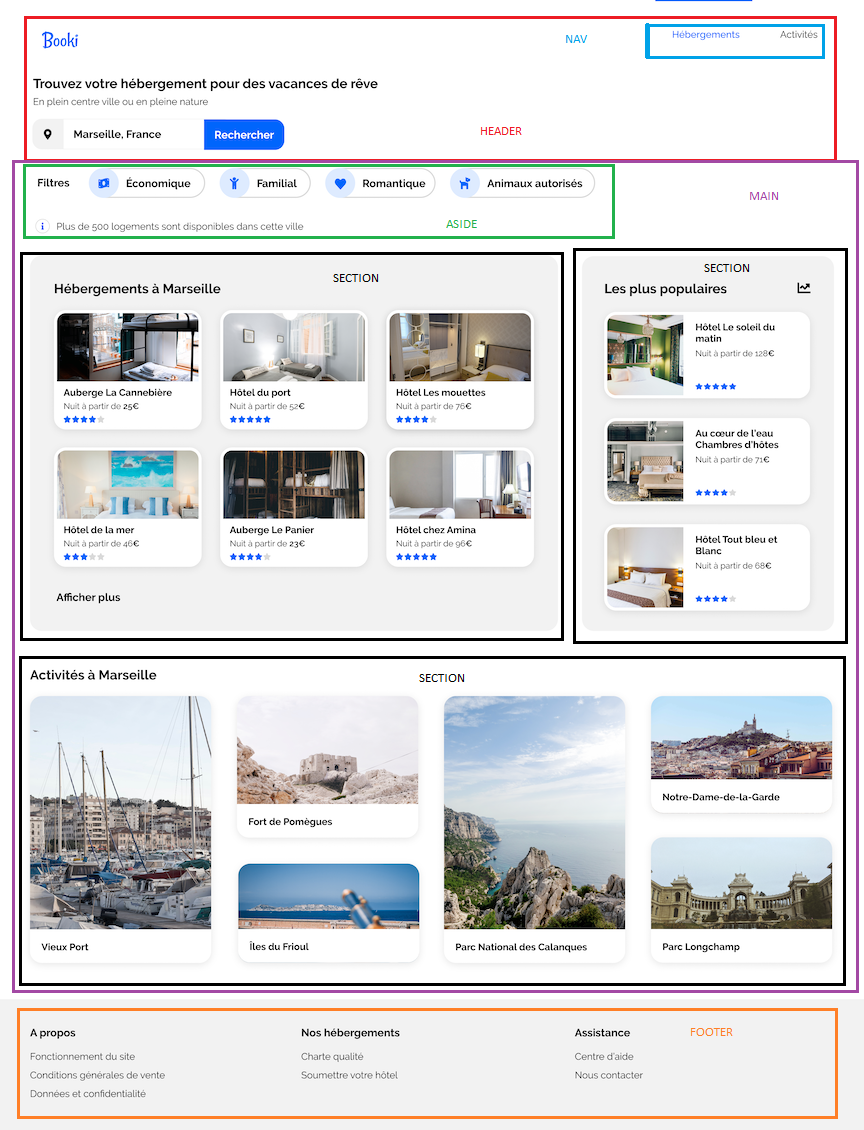 Booki
NAV
Hébergements
Activités
Trouvez votre hébergement pour des vacances de rêve
En plein centre ville ou en pleine nature
Marseille, France
Rechercher
HEADER
Filtres
Économique
Familial
Romantique
Animaux autorisés
MAIN
Plus de 500 logements sont disponibles dans cette ville
ASIDE
SECTION
Hébergements à Marseille
Auberge La Cannebière
Nuit à partir de 25€
Hôtel du port
Nuit à partir de 52€
Hôtel Les mouettes
Nuit à partir de 76€
Hôtel de la mer
Nuit à partir de 46€
Auberge Le Panier
Nuit à partir de 23€
Hôtel chez Amina
Nuit à partir de 96€
Afficher plus
SECTION
Les plus populaires
Hôtel Le soleil du
matin
Nuit à partir de 128€
Au cœur de l'eau
Chambres d'hôtes
Nuit à partir de 71€
Hôtel Tout bleu et
Blanc
Nuit à partir de 68€
Activités à Marseille
SECTION
Vieux Port
Fort de Pomègues
Îles du Frioul
Parc National des Calanques
Notre-Dame-de-la-Garde
Parc Longchamp
A propos
Fonctionnement du site
Conditions générales de vente
Données et confidentialité
Nos hébergements
Charte qualité
Soumettre votre hôtel
Assistance
Centre d'aide
Nous contacter
FOOTER